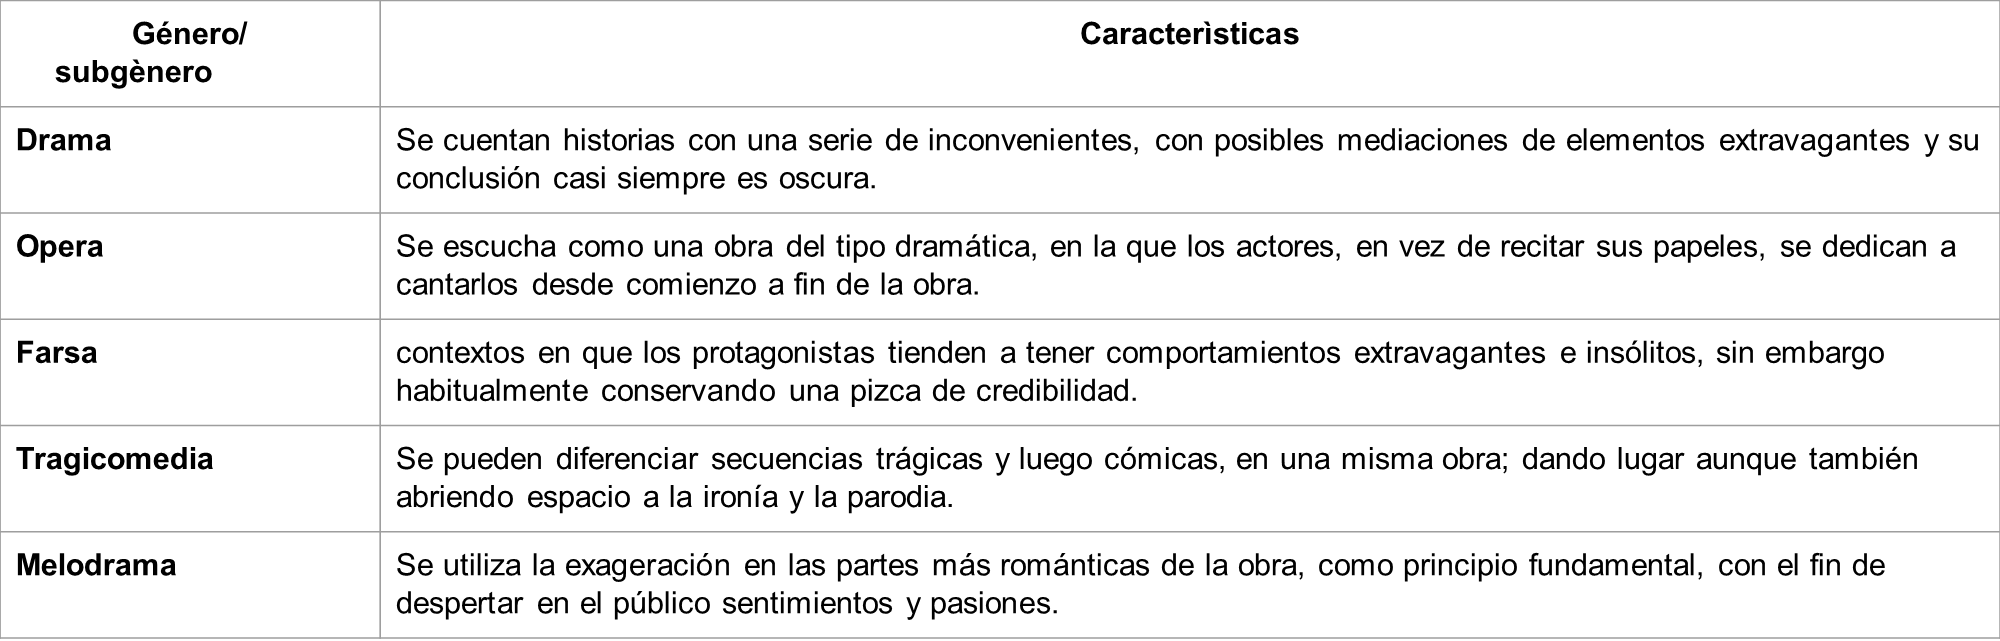 Género/
subgènero
Caracterìsticas
Drama
Se cuentan historias con una serie de inconvenientes, con posibles mediaciones de elementos extravagantes y su
conclusión casi siempre es oscura.
Opera
Se escucha como una obra del tipo dramática, en la que los actores, en vez de recitar sus papeles, se dedican a
cantarlos desde comienzo a fin de la obra.
Farsa
contextos en que los protagonistas tienden a tener comportamientos extravagantes e insólitos, sin embargo
habitualmente conservando una pizca de credibilidad.
Tragicomedia
Se pueden diferenciar secuencias trágicas y luego cómicas, en una misma obra; dando lugar aunque también
abriendo espacio a la ironía y la parodia.
Melodrama
Se utiliza la exageración en las partes más románticas de la obra, como principio fundamental, con el fin de
despertar en el público sentimientos y pasiones.